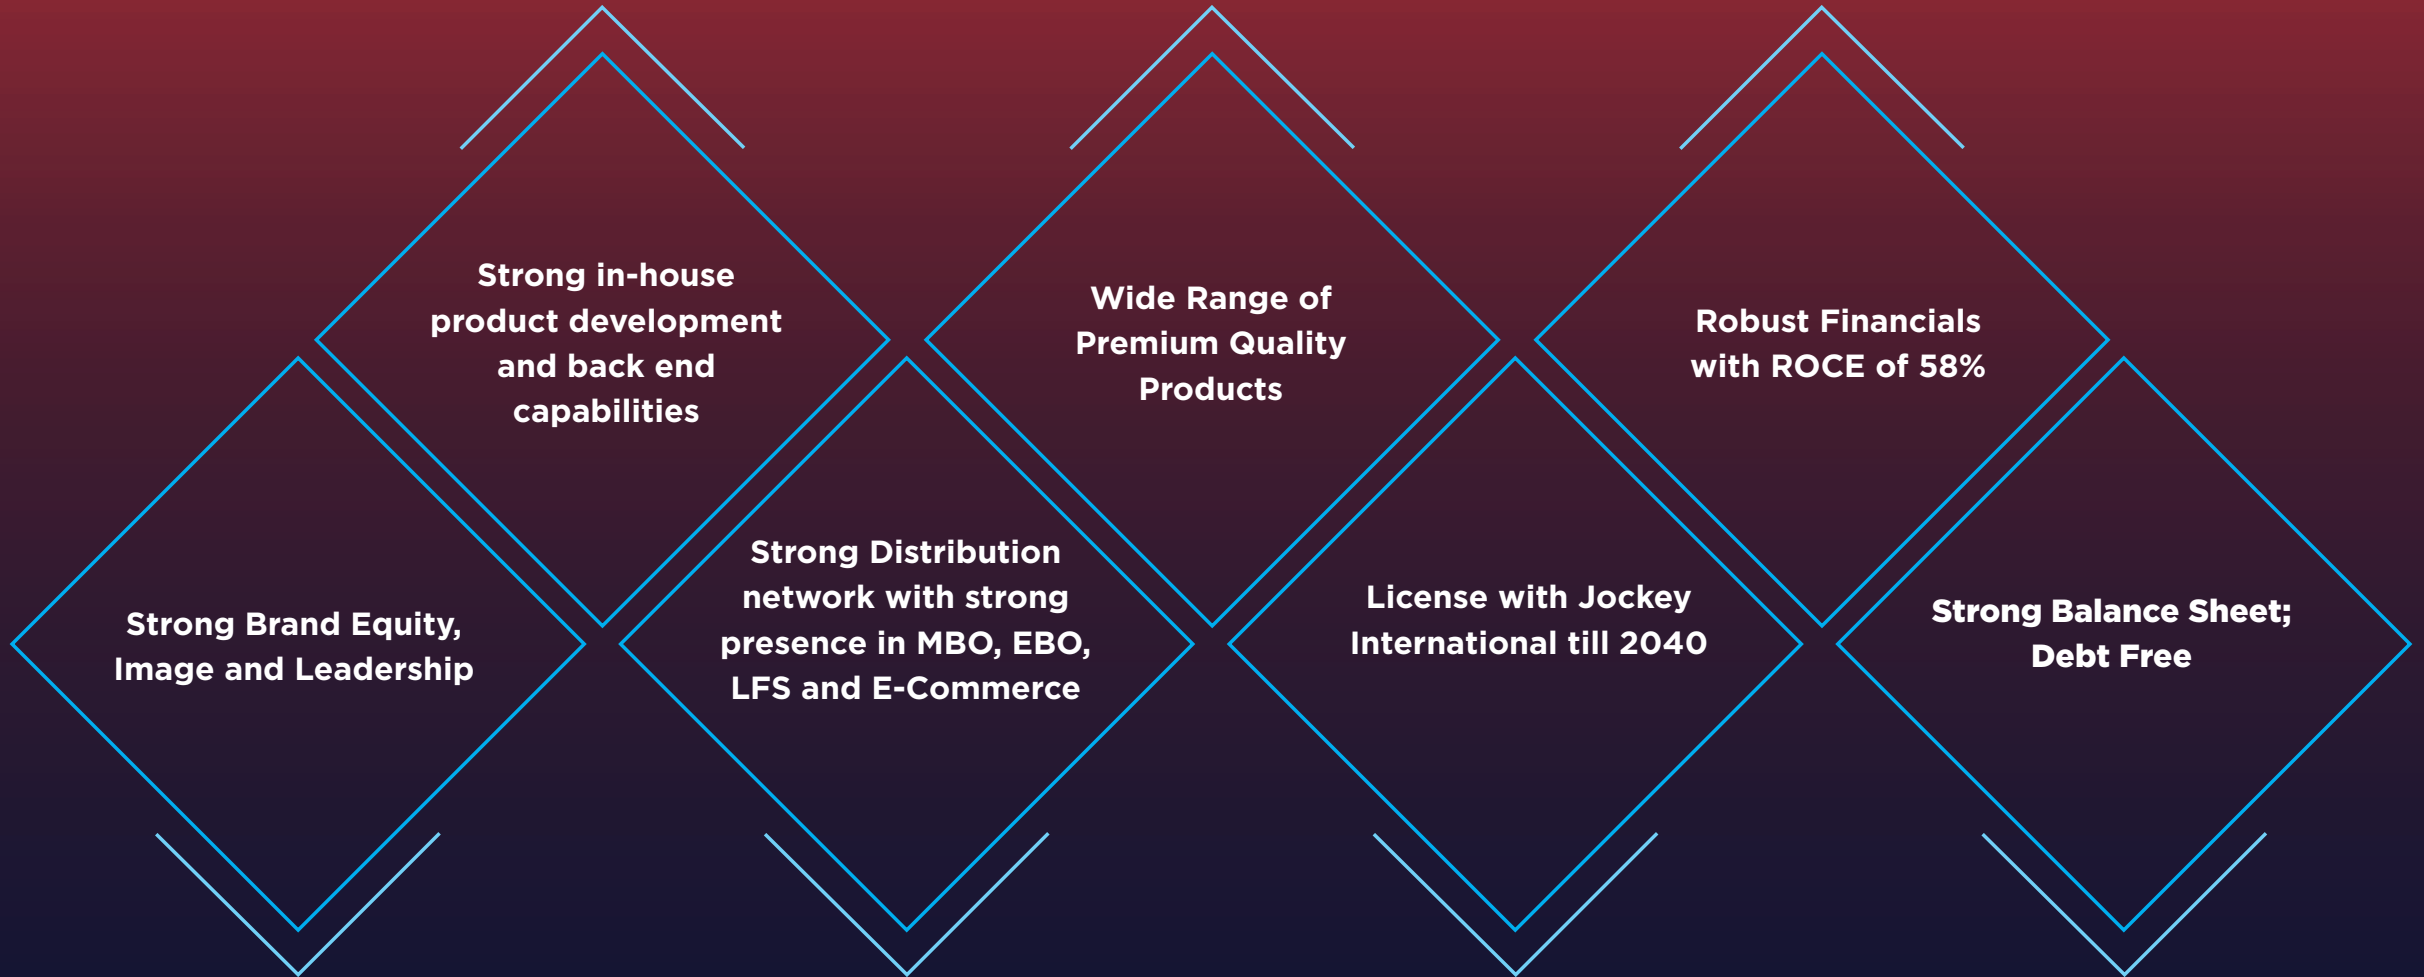 Strong in-house
product development
and back end
capabilities
Wide Range of
Premium Quality
Products
Robust Financials
with ROCE of 58%
Strong Brand Equity,
Image and Leadership
Strong Distribution
network with strong
presence in MBO, EBO,
LFS and E-Commerce
License with Jockey
International till 2040
Strong Balance Sheet;
Debt Free